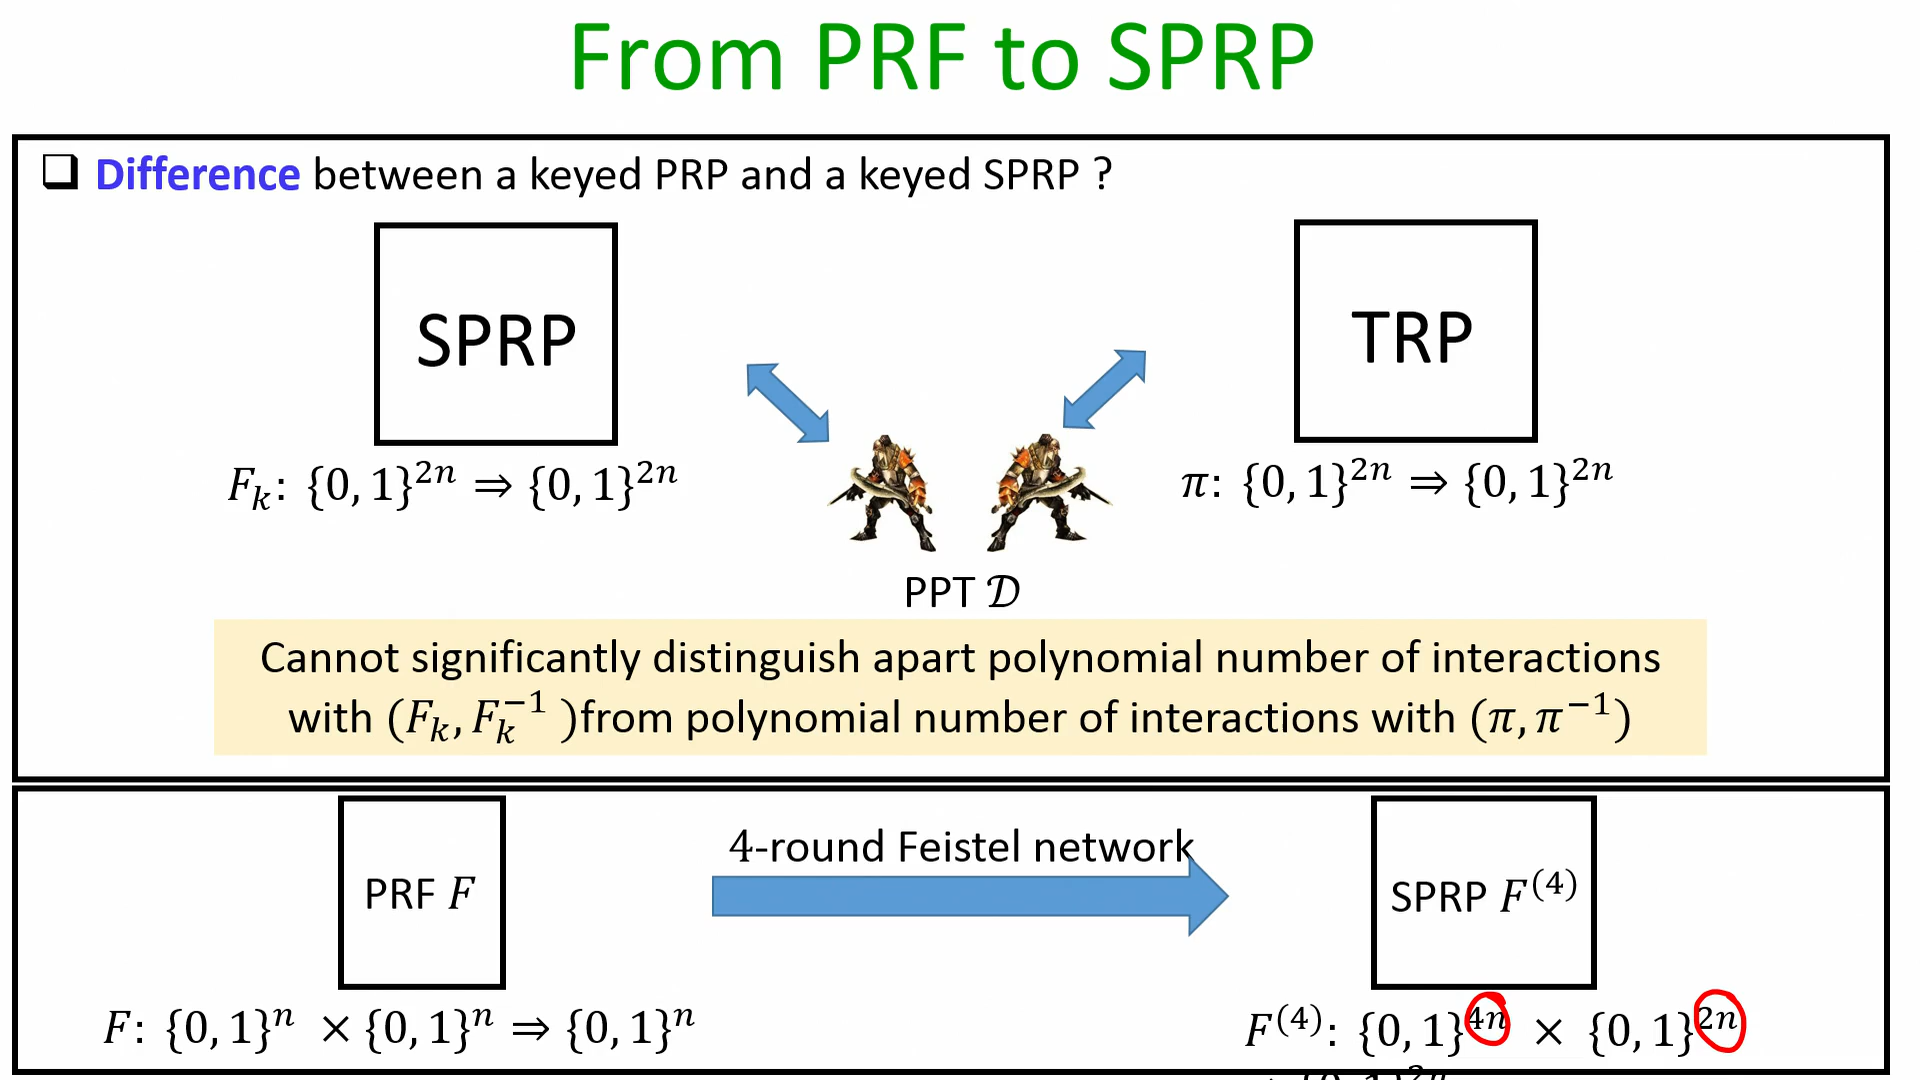 From PRF to SPRP
❑ Difference between a keyed PRP and a keyed SPRP ?
SPRP
TRP
𝐹ₖ: {0, 1}²ⁿ ⇒ {0, 1}²ⁿ
𝜋: {0, 1}²ⁿ ⇒ {0, 1}²ⁿ
PPT 𝒟
Cannot significantly distinguish apart polynomial number of interactions
with (𝐹ₖ, 𝐹ₖ⁻¹ )from polynomial number of interactions with (𝜋, 𝜋⁻¹)
PRF 𝐹
4-round Feistel network
SPRP 𝐹⁽⁴⁾
𝐹: {0, 1}ⁿ × {0, 1}ⁿ ⇒ {0, 1}ⁿ
𝐹⁽⁴⁾: {0, 1}⁴ⁿ × {0, 1}²ⁿ